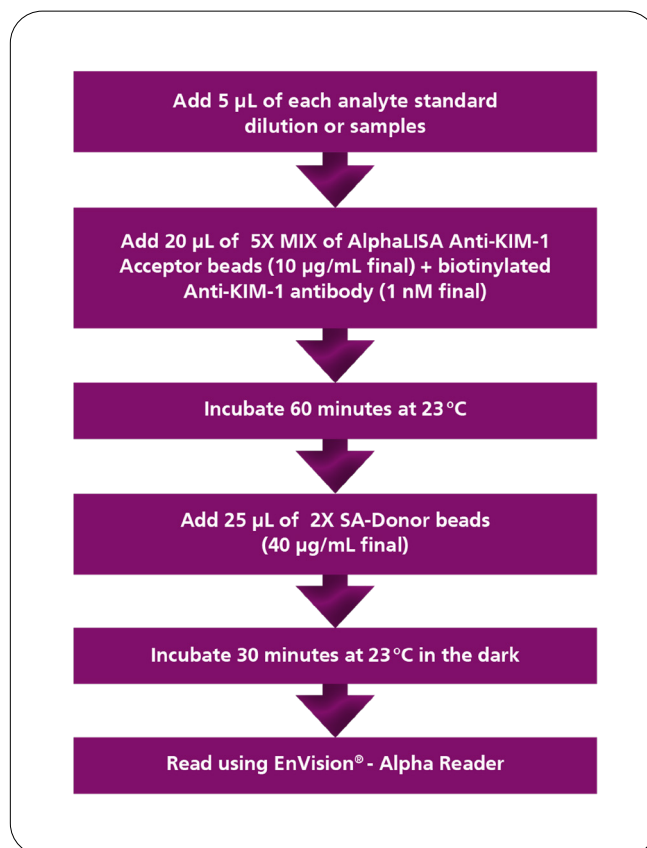 Add 5 µL of each analyte standard
dilution or samples
Add 20 µL of 5X MIX of AlphaLISA Anti-KIM-1
Acceptor beads (10 µg/mL final) + biotinylated
Anti-KIM-1 antibody (1 nM final)
Incubate 60 minutes at 23°C
Add 25 µL of 2X SA-Donor beads
(40 µg/mL final)
Incubate 30 minutes at 23°C in the dark
Read using EnVision® - Alpha Reader